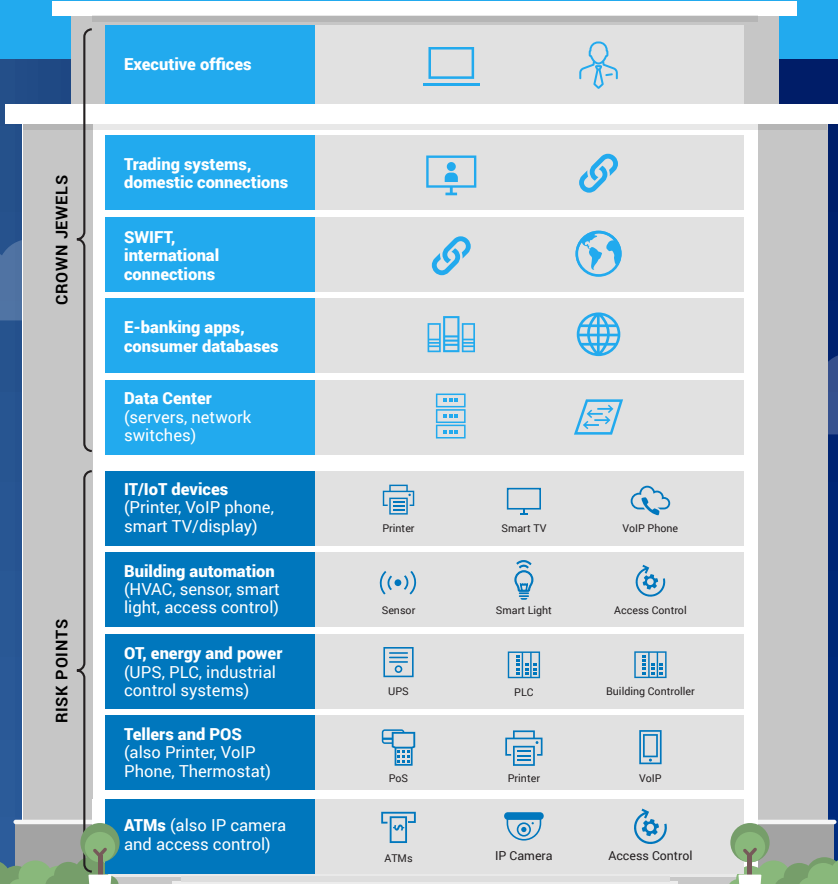 CROWN JEWELS
Executive offices
Trading systems,
domestic connections
SWIFT,
international
connections
E-banking apps,
consumer databases
Data Center
(servers, network
switches)
RISK POINTS
IT/IoT devices
(Printer, VoIP phone,
smart TV/display)
Printer
Smart TV
VoIP Phone
Building automation
(HVAC, sensor, smart
light, access control)
Sensor
Smart Light
Access Control
OT, energy and power
(UPS, PLC, industrial
control systems)
UPS
PLC
Building Controller
Tellers and POS
(also Printer, VoIP
Phone, Thermostat)
PoS
Printer
VoIP
ATMs (also IP camera
and access control)
ATMs
IP Camera
Access Control